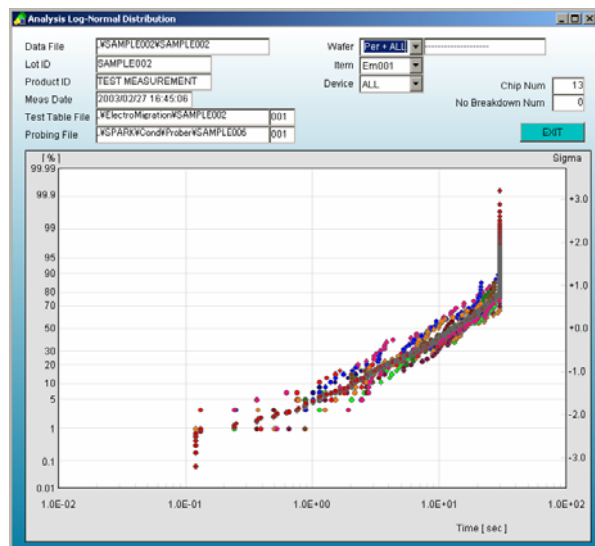 Analysis Log-Normal Distribution
Data File .¥SAMPLE002¥SAMPLE002
Lot ID SAMPLE002
Product ID TEST MEASUREMENT
Meas Date 2003/02/27 16:45:06
Test Table File .¥ElectroMigration¥SAMPLE002 001
Probing File .¥SPARK¥Cond¥Prober¥SAMPLE006 001
Wafer Per + ALL --------------------
Item Em001
Device ALL
Chip Num 13
No Breakdown Num 0
EXIT
[%]
Sigma
99.99
99.9
99
95
90
80
70
50
30
20
10
5
1
0.1
0.01
+3.0
+2.0
+1.0
+0.0
-1.0
-2.0
-3.0
1.0E-02 1.0E-01 1.0E+00 1.0E+01 1.0E+02
Time [sec]